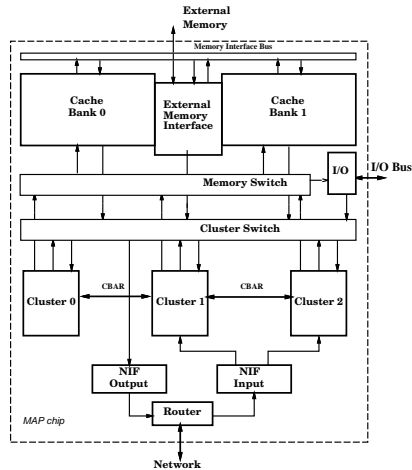 External
Memory
Memory Interface Bus
Cache
Bank 0
External
Memory
Interface
Cache
Bank 1
I/O
I/O Bus
Memory Switch
Cluster Switch
Cluster 0
CBAR
Cluster 1
CBAR
Cluster 2
NIF
Output
NIF
Input
Router
MAP chip
Network